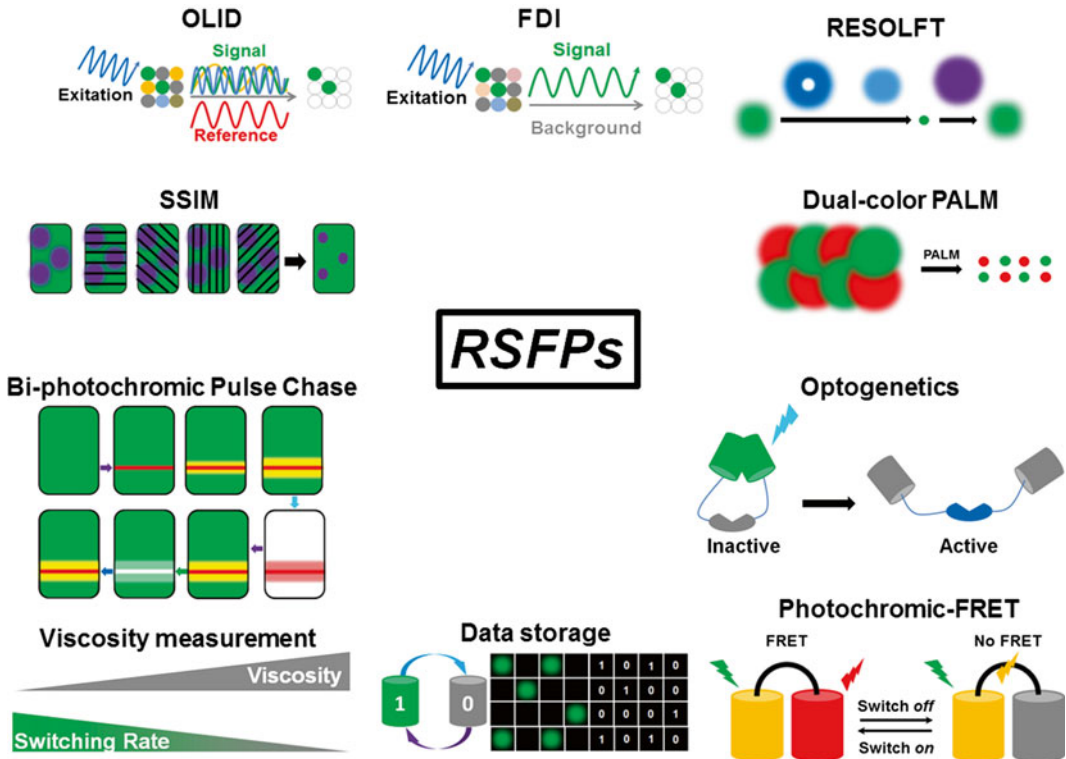 OLID
Signal
Exitation
Reference
FDI
Signal
Exitation
Background
RESOLFT
SSIM
Dual-color PALM
PALM
RSFPs
Bi-photochromic Pulse Chase
Optogenetics
Inactive
Active
Viscosity measurement
Viscosity
Switching Rate
Data storage
1
0
1 0 1 0
0 1 0 0
0 0 0 1
1 0 1 0
Photochromic-FRET
FRET
No FRET
Switch off
Switch on